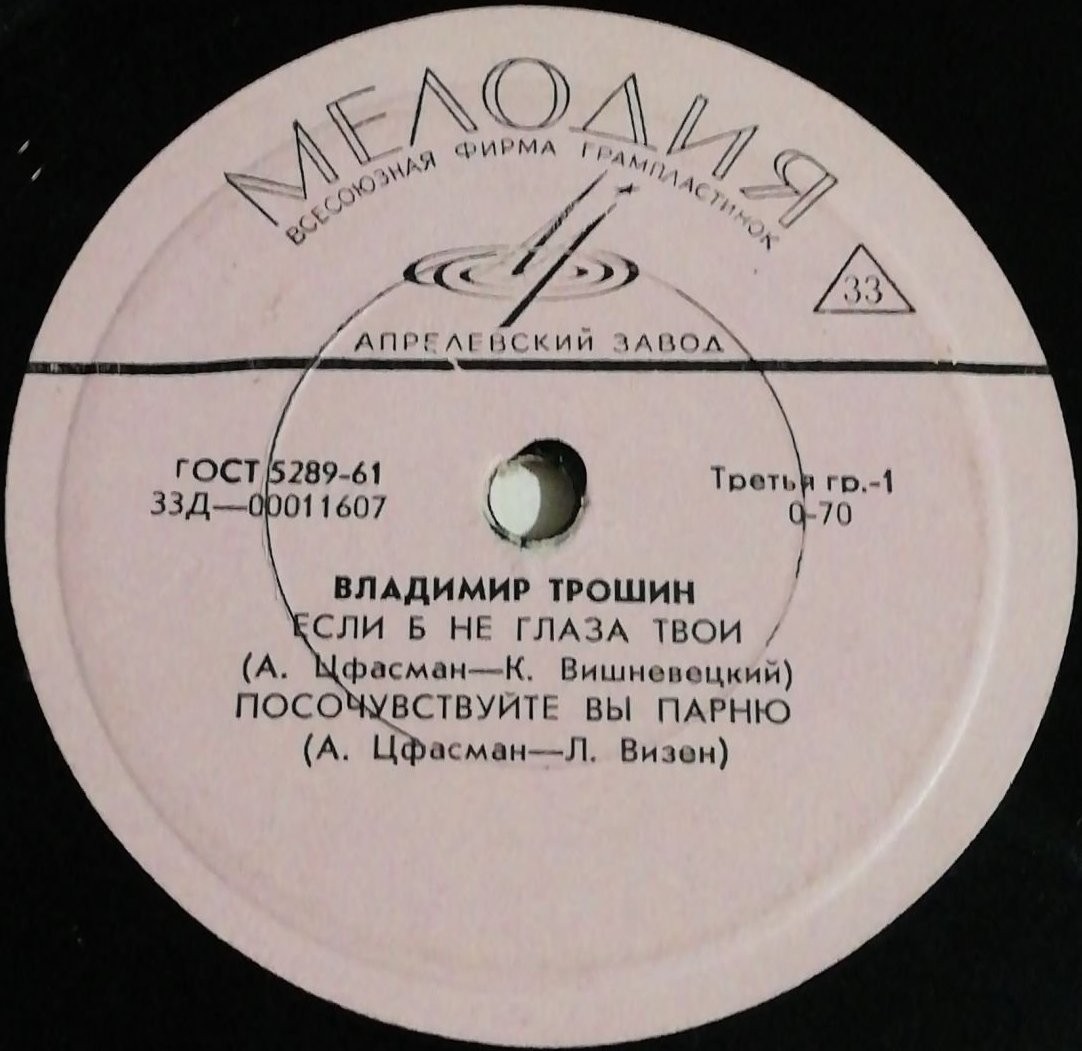 МЕЛОДИЯ
ВСЕСОЮЗНАЯ ФИРМА ГРАМПЛАСТИНОК
33
АПРЕЛЕВСКИЙ ЗАВОД
ГОСТ 5289-61
33Д—00011607
Третья гр.-1
0-70
ВЛАДИМИР ТРОШИН
ЕСЛИ Б НЕ ГЛАЗА ТВОИ
(А. Цфасман—К. Вишневецкий)
ПОСОЧУВСТВУЙТЕ ВЫ ПАРНЮ
(А. Цфасман—Л. Визен)